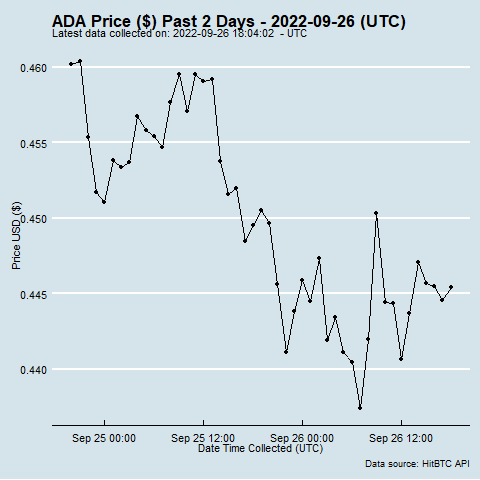 ADA Price ($) Past 2 Days - 2022-09-26 (UTC)
Latest data collected on: 2022-09-26 18:04:02  - UTC
0.460
0.455
0.450
0.445
0.440
Price USD ($)
Sep 25 00:00 Sep 25 12:00 Sep 26 00:00 Sep 26 12:00
Date Time Collected (UTC)
Data source: HitBTC API